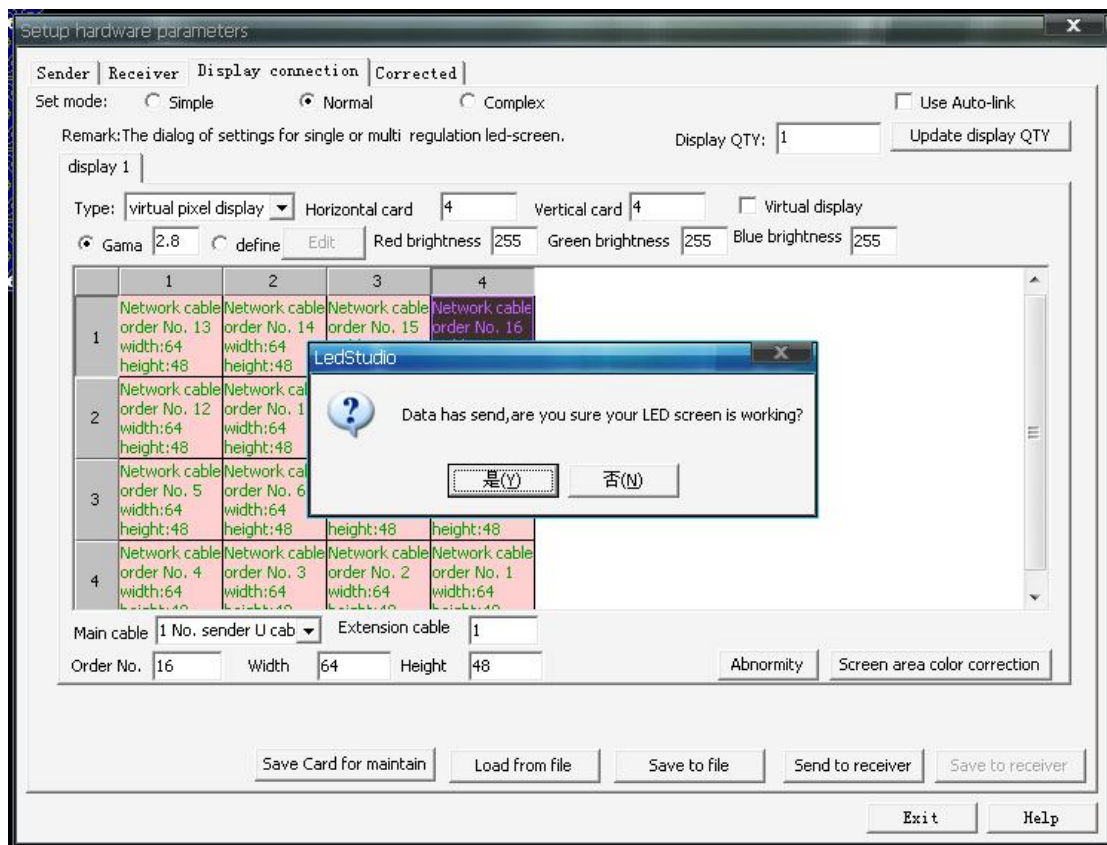 Setup hardware parameters
X
Sender Receiver Display connection Corrected
Set mode: Simple Normal Complex Use Auto-link
Remark:The dialog of settings for single or multi regulation led-screen. Display QTY: 1 Update display QTY
display 1
Type: virtual pixel display Horizontal card 4 Vertical card 4 Virtual display
Gama 2.8 define Edit Red brightness 255 Green brightness 255 Blue brightness 255
1 2 3 4
Network cable Network cable Network cable Network cable
order No. 13 order No. 14 order No. 15 order No. 16
1
width:64 width:64
height:48 height:48
LedStudio X
Data has send,are you sure your LED screen is working?
是(Y) 否(N)
Network cable
order No. 12
2
width:64 width:64
height:48 height:48
Network cable
order No. 5 order No. 6
3
width:64 width:64
height:48 height:48 height:48 height:48
Network cable Network cable Network cable Network cable
order No. 4 order No. 3 order No. 2 order No. 1
4
width:64 width:64 width:64 width:64
Main cable 1 No. sender U cab Extension cable 1
Order No. 16 Width 64 Height 48 Abnormity Screen area color correction
Save Card for maintain Load from file Save to file Send to receiver Save to receiver
Exit Help